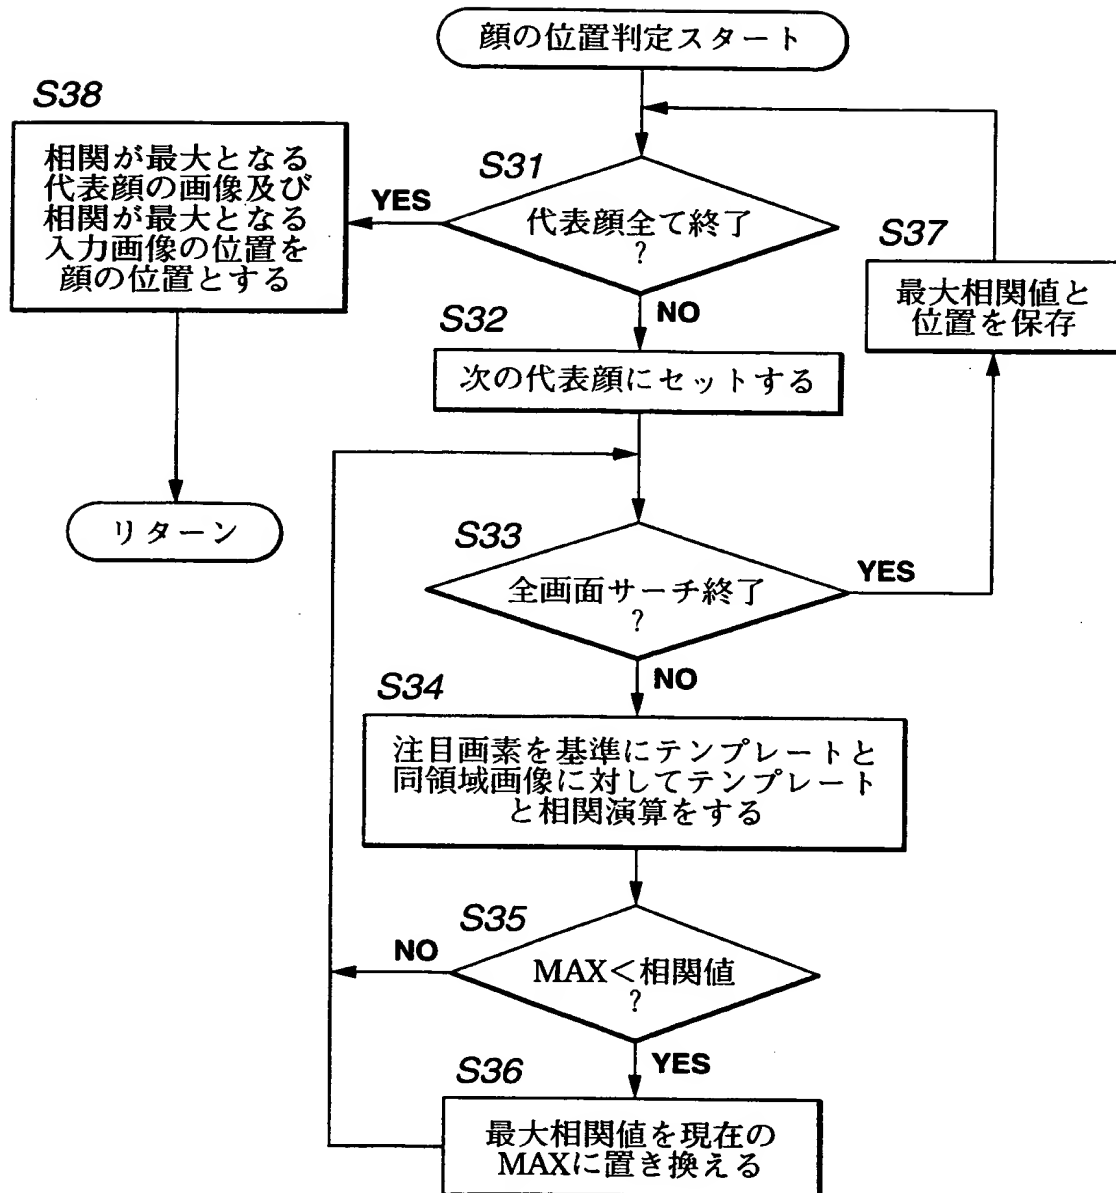 顔の位置判定スタート
S38
相関が最大となる
代表顔の画像及び
相関が最大となる
入力画像の位置を
顔の位置とする
S31
YES
代表顔全て終了
?
NO
S37
最大相関値と
位置を保存
S32
次の代表顔にセットする
リターン
S33
全画面サーチ終了
?
YES
NO
S34
注目画素を基準にテンプレートと
同領域画像に対してテンプレート
と相関演算をする
S35
NO
MAX<相関値
?
YES
S36
最大相関値を現在の
MAXに置き換える